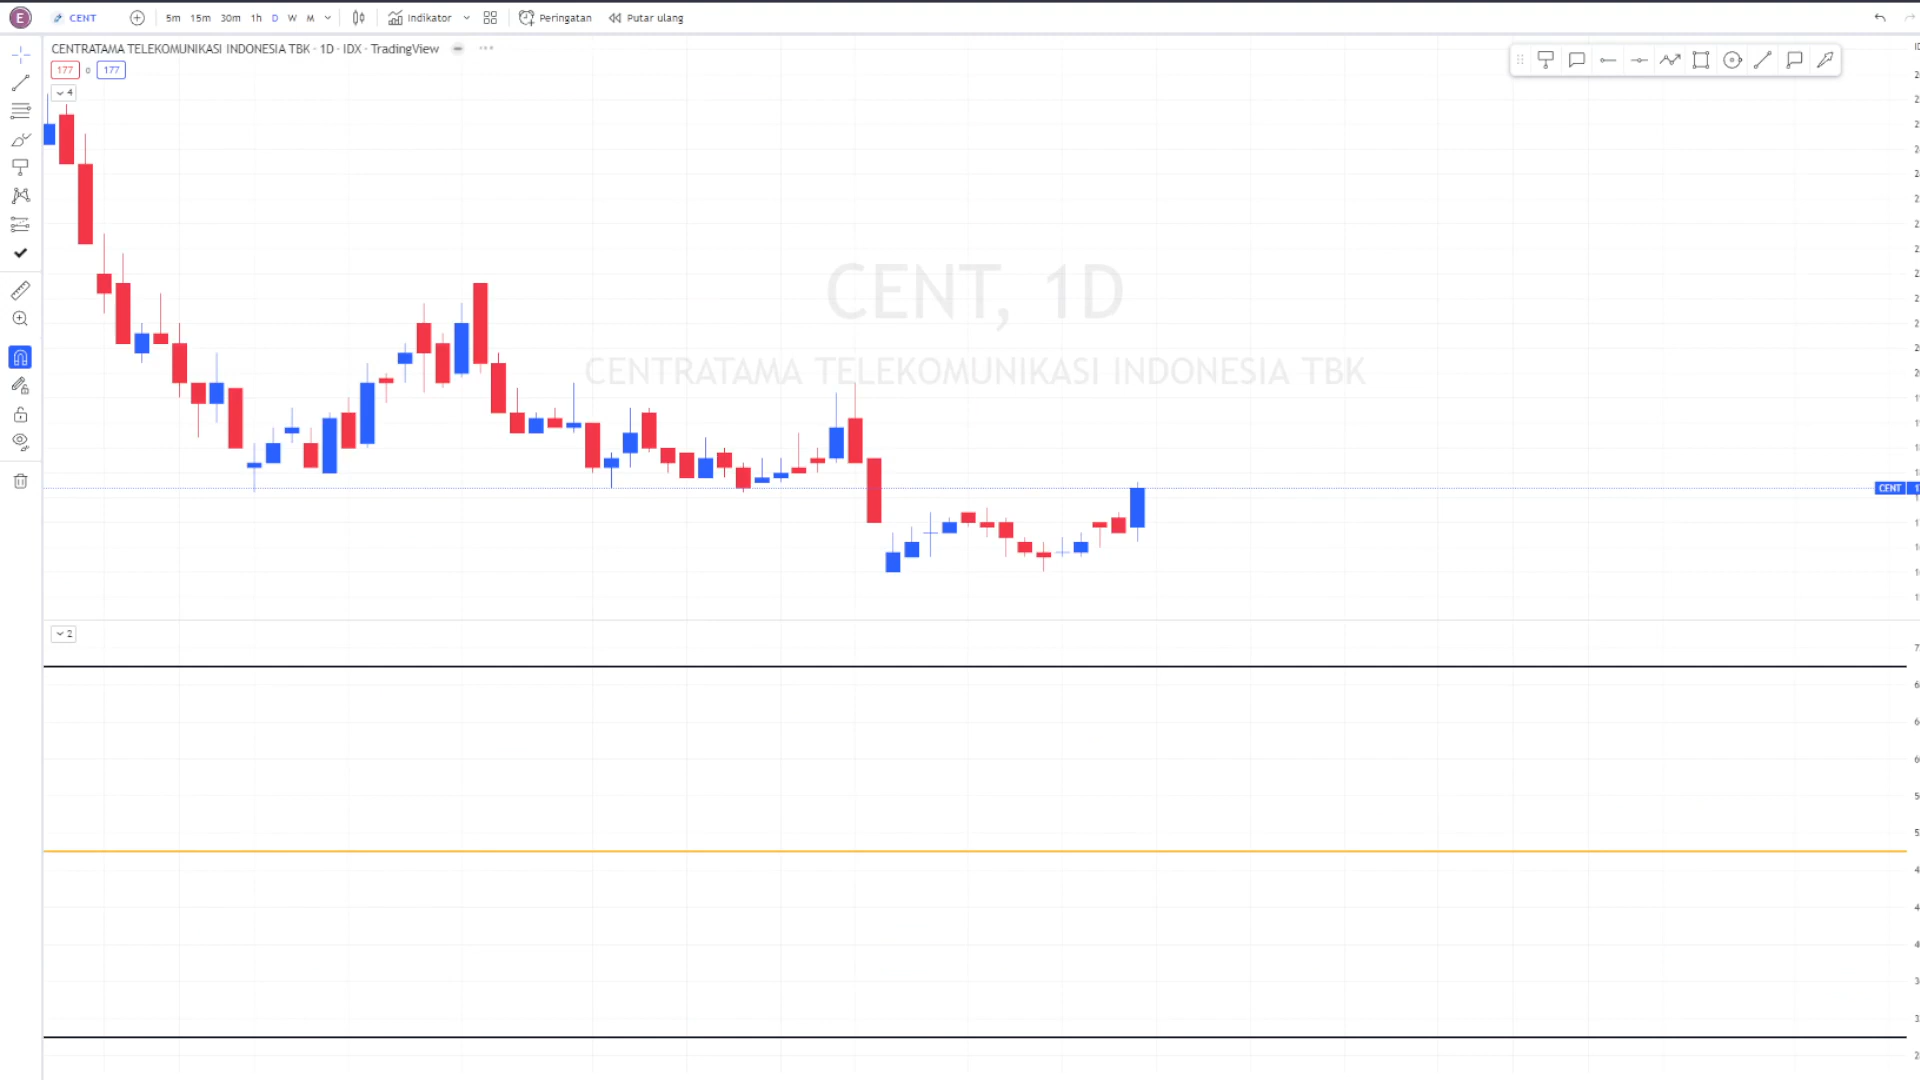 E CENT 5m 15m 30m 1h D W M Indikator Peringatan Putar ulang
CENTRATAMA TELEKOMUNIKASI INDONESIA TBK · 1D · IDX · TradingView
177 0 177
4
CENT, 1D
CENTRATAMA TELEKOMUNIKASI INDONESIA TBK
CENT
2